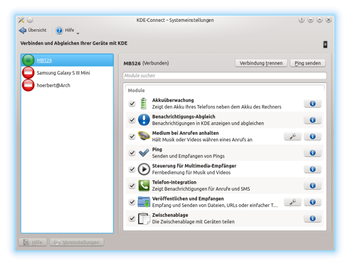 KDE-Connect – Systemeinstellungen
Übersicht Hilfe
Verbinden und Abgleichen Ihrer Geräte mit KDE
MB526
Samsung Galaxy S III Mini
hoerbert@Arch
MB526 (Verbunden)
Verbindung trennen
Ping senden
Module suchen
Module
Akkuüberwachung
Zeigt den Akku Ihres Telefons neben dem Akku des Rechners
Benachrichtigungs-Abgleich
Benachrichtigungen in KDE anzeigen und abgleichen
Medium bei Anrufen anhalten
Hält Musik oder Videos während eines Anrufs an
Ping
Senden und Empfangen von Pings
Steuerung für Multimedia-Empfänger
Fernbedienung für Musik und Videos
Telefon-Integration
Zeigt Benachrichtigungen für Anrufe und SMS
Veröffentlichen und Empfangen
Empfang und Senden von Dateien, URLs oder einfacher T...
Zwischenablage
Die Zwischenablage mit Geräten teilen
Hilfe
Voreinstellungen